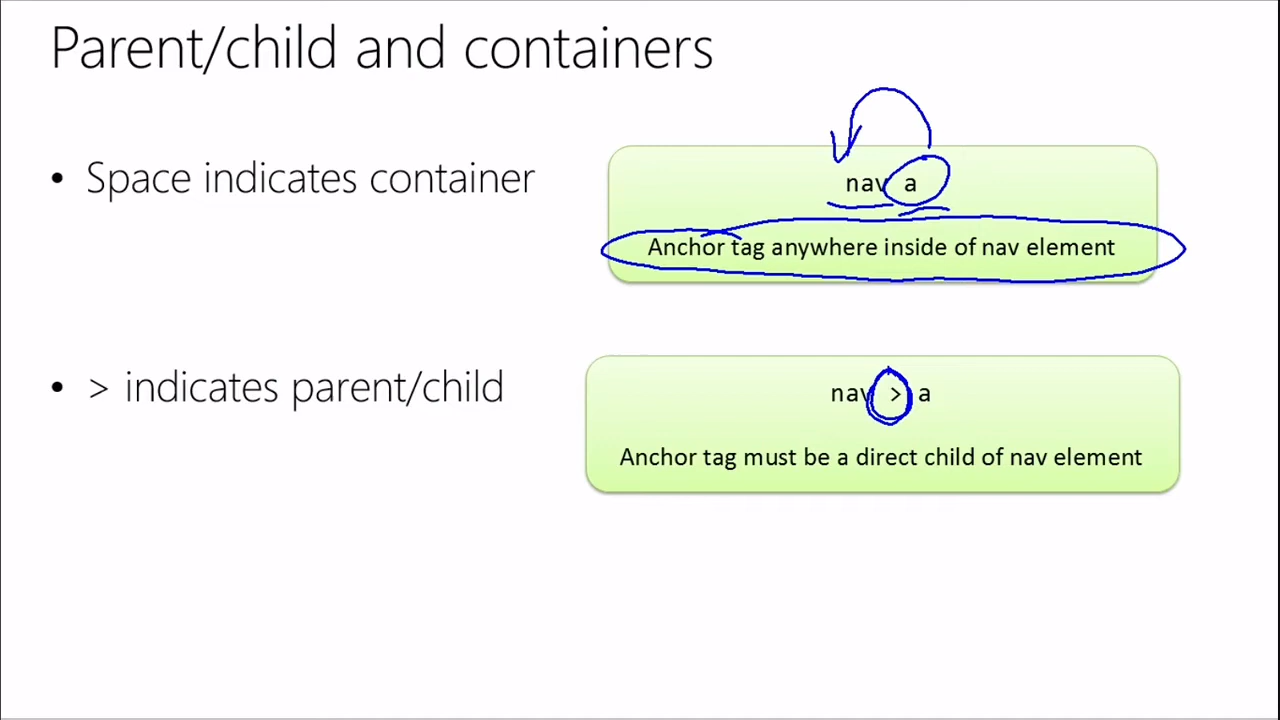 Parent/child and containers
• Space indicates container
nav a
Anchor tag anywhere inside of nav element
• > indicates parent/child
nav > a
Anchor tag must be a direct child of nav element